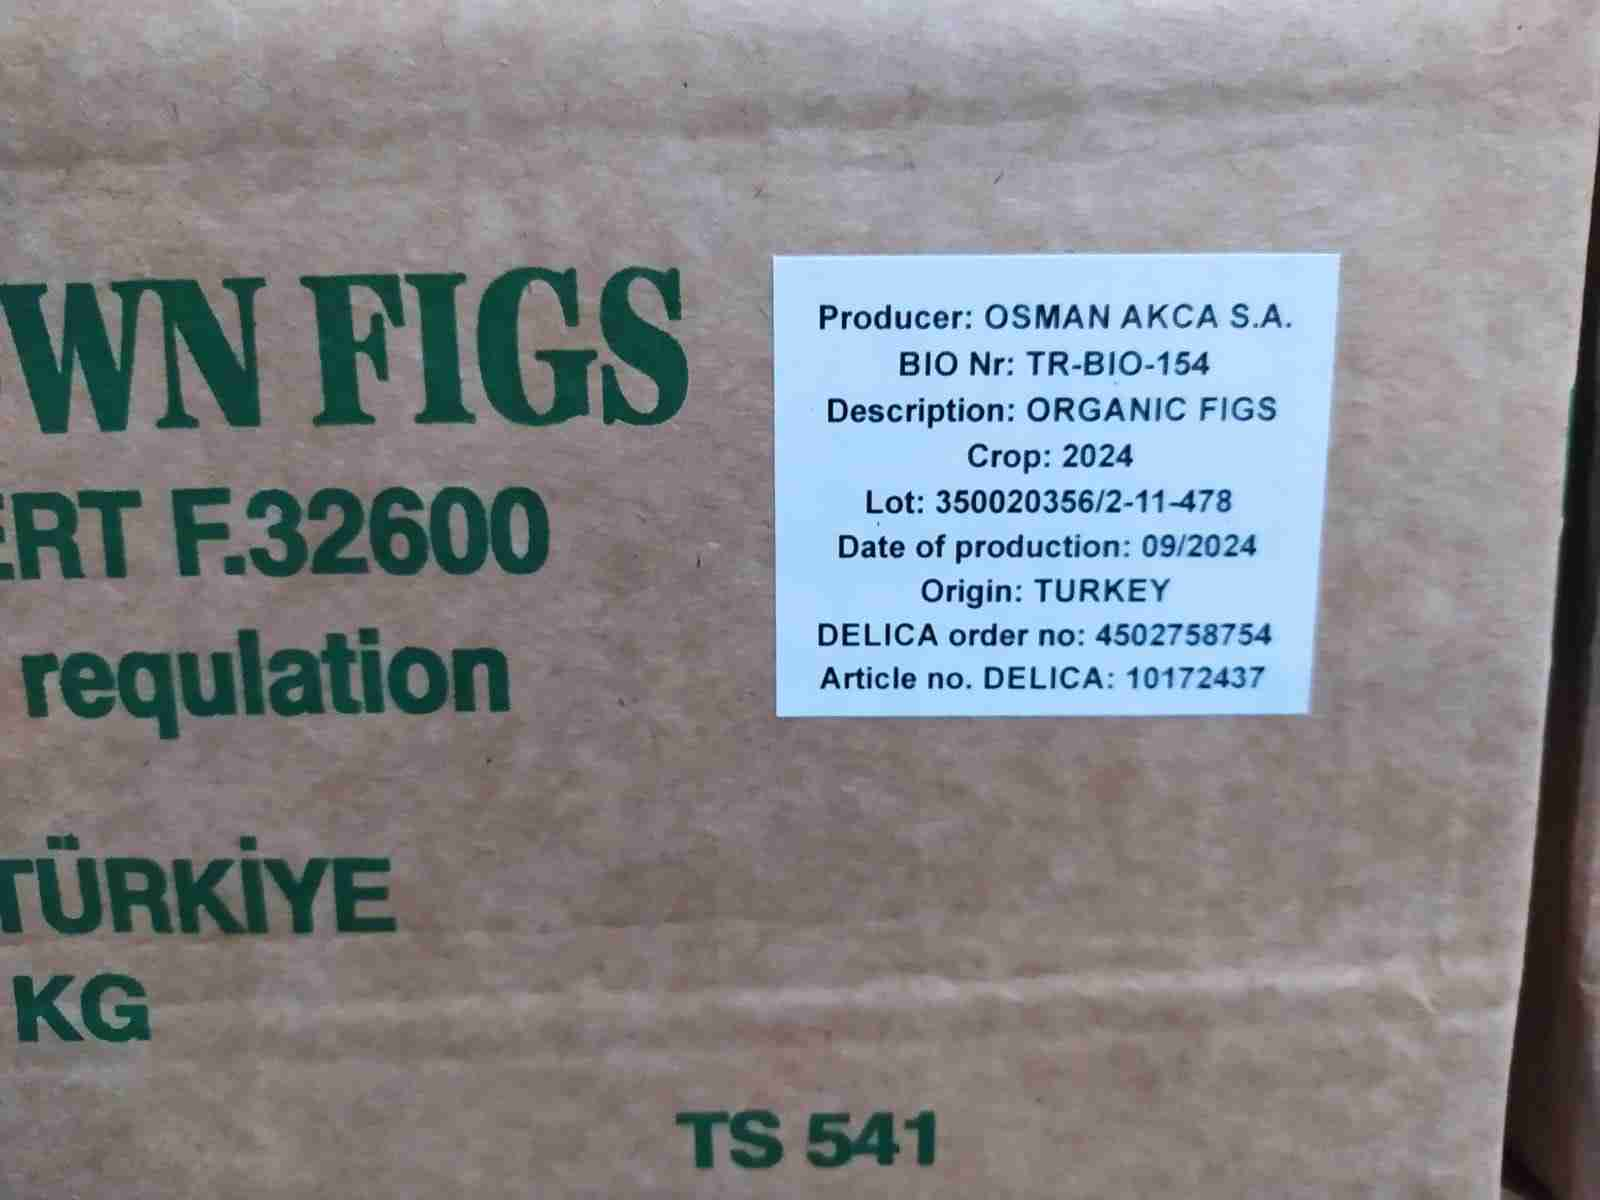 WN FIGS
ERT F.32600
requlation
TÜRKİYE
KG
TS 541
Producer: OSMAN AKCA S.A.
BIO Nr: TR-BIO-154
Description: ORGANIC FIGS
Crop: 2024
Lot: 350020356/2-11-478
Date of production: 09/2024
Origin: TURKEY
DELICA order no: 4502758754
Article no. DELICA: 10172437